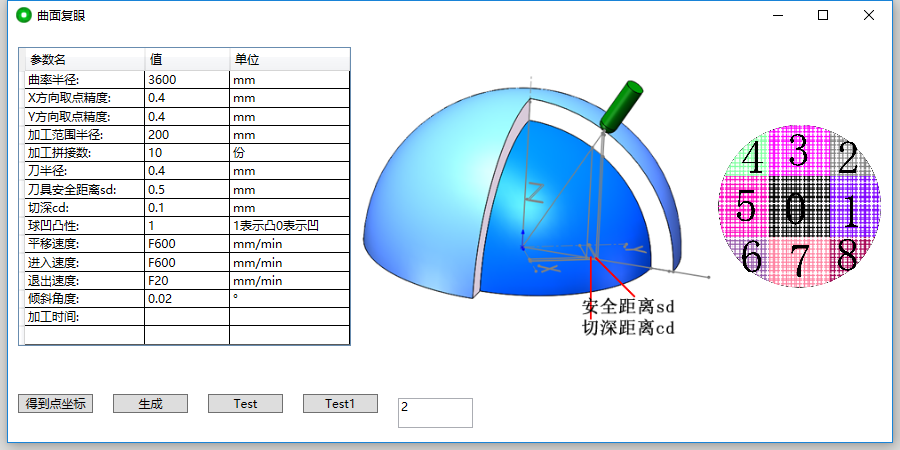 曲面复眼
参数名 值 单位
曲率半径: 3600 mm
X方向取点精度: 0.4 mm
Y方向取点精度: 0.4 mm
加工范围半径: 200 mm
加工拼接数: 10 份
刀半径: 0.4 mm
刀具安全距离sd: 0.5 mm
切深cd: 0.1 mm
球凹凸性: 1 1表示凸0表示凹
平移速度: F600 mm/min
进入速度: F600 mm/min
退出速度: F20 mm/min
倾斜角度: 0.02 °
加工时间:
Z
X
Y
安全距离sd
切深距离cd
4 3 2
5 0 1
6 7 8
得到点坐标 生成 Test Test1 2